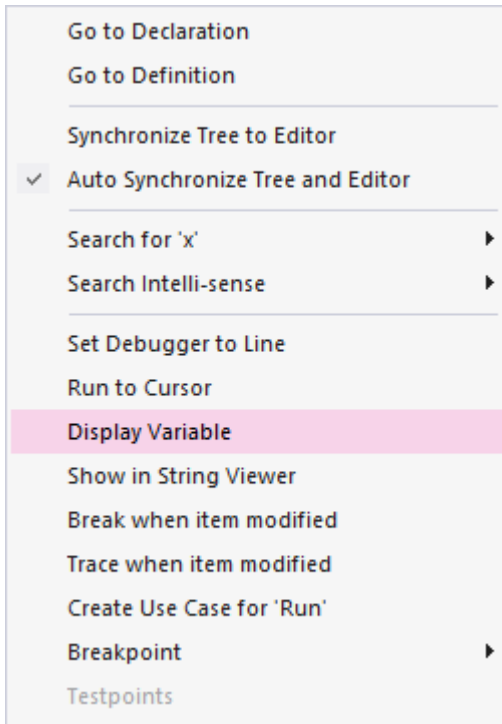 Go to Declaration
Go to Definition
Synchronize Tree to Editor
Auto Synchronize Tree and Editor
Search for 'x'
Search Intelli-sense
Set Debugger to Line
Run to Cursor
Display Variable
Show in String Viewer
Break when item modified
Trace when item modified
Create Use Case for 'Run'
Breakpoint
Testpoints